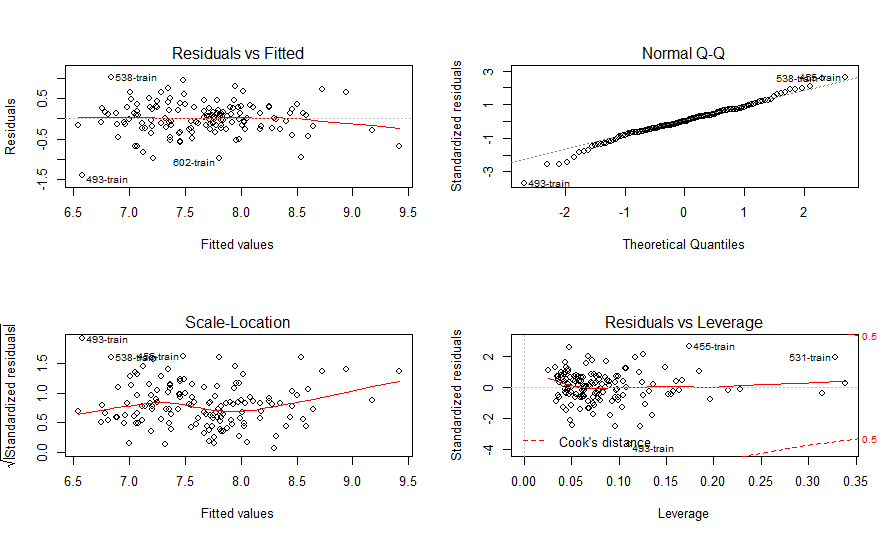 Residuals vs Fitted
Residuals
0.5
-0.5
-1.5
538-train
602-train
493-train
6.5 7.0 7.5 8.0 8.5 9.0 9.5
Fitted values
Normal Q-Q
Standardized residuals
3
1
-1
-3
538-train
455-train
493-train
-2 -1 0 1 2
Theoretical Quantiles
Scale-Location
√|Standardized residuals|
1.5
1.0
0.5
0.0
493-train
538-train
455-train
6.5 7.0 7.5 8.0 8.5 9.0 9.5
Fitted values
Residuals vs Leverage
Standardized residuals
2
0
-2
-4
455-train
531-train
493-train
Cook's distance
0.5
0.5
0.00 0.05 0.10 0.15 0.20 0.25 0.30 0.35
Leverage